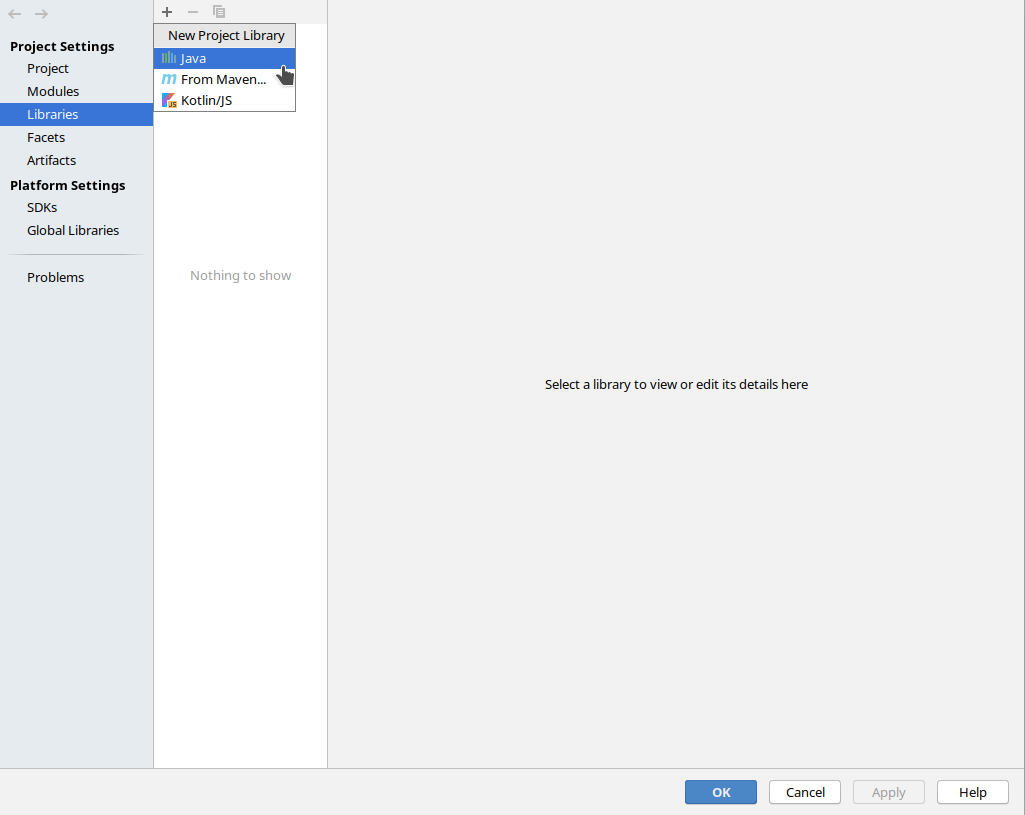 Project Settings
Project
Modules
Libraries
Facets
Artifacts
Platform Settings
SDKs
Global Libraries
Problems
New Project Library
Java
From Maven...
Kotlin/JS
Nothing to show
Select a library to view or edit its details here
OK
Cancel
Apply
Help